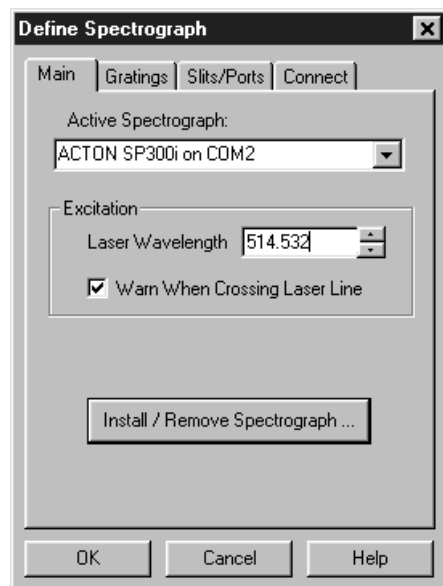 Define Spectrograph
Main Gratings Slits/Ports Connect
Active Spectrograph:
ACTON SP300i on COM2
Excitation
Laser Wavelength 514.532
Warn When Crossing Laser Line
Install / Remove Spectrograph ...
OK Cancel Help